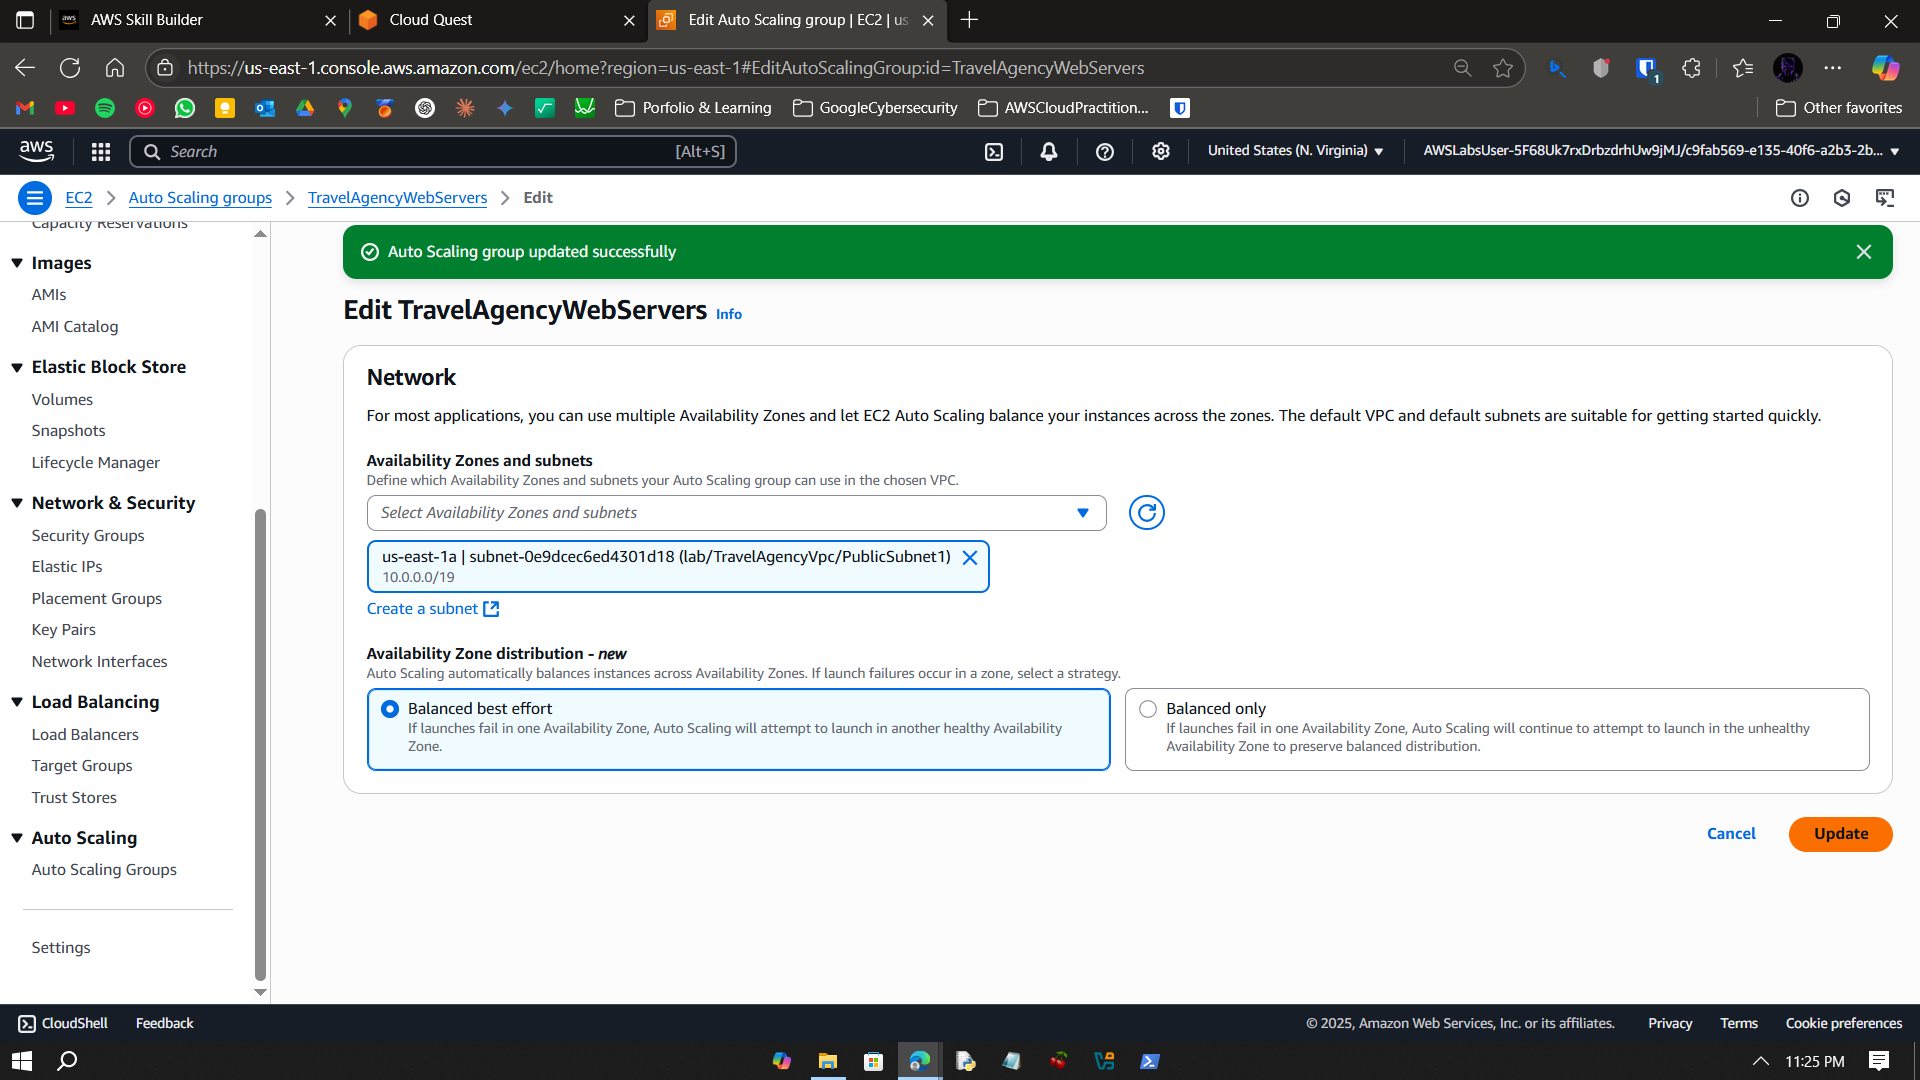 AWS Skill Builder
Cloud Quest
Edit Auto Scaling group | EC2 | us
https://us-east-1.console.aws.amazon.com/ec2/home?region=us-east-1#EditAutoScalingGroup:id=TravelAgencyWebServers
1
Porfolio & Learning
GoogleCybersecurity
AWSCloudPractition...
Other favorites
aws
Search
[Alt+S]
United States (N. Virginia)
AWSLabsUser-5F68Uk7rxDrbzdrhUw9jMJ/c9fab569-e135-40f6-a2b3-2b...
EC2
Auto Scaling groups
TravelAgencyWebServers
Edit
Capacity Reservations
Images
AMIs
AMI Catalog
Elastic Block Store
Volumes
Snapshots
Lifecycle Manager
Network & Security
Security Groups
Elastic IPs
Placement Groups
Key Pairs
Network Interfaces
Load Balancing
Load Balancers
Target Groups
Trust Stores
Auto Scaling
Auto Scaling Groups
Settings
Auto Scaling group updated successfully
Edit TravelAgencyWebServers Info
Network
For most applications, you can use multiple Availability Zones and let EC2 Auto Scaling balance your instances across the zones. The default VPC and default subnets are suitable for getting started quickly.
Availability Zones and subnets
Define which Availability Zones and subnets your Auto Scaling group can use in the chosen VPC.
Select Availability Zones and subnets
us-east-1a | subnet-0e9dcec6ed4301d18 (lab/TravelAgencyVpc/PublicSubnet1)
10.0.0.0/19
Create a subnet
Availability Zone distribution - new
Auto Scaling automatically balances instances across Availability Zones. If launch failures occur in a zone, select a strategy.
Balanced best effort
If launches fail in one Availability Zone, Auto Scaling will attempt to launch in another healthy Availability
Zone.
Balanced only
If launches fail in one Availability Zone, Auto Scaling will continue to attempt to launch in the unhealthy
Availability Zone to preserve balanced distribution.
Cancel
Update
CloudShell
Feedback
© 2025, Amazon Web Services, Inc. or its affiliates.
Privacy
Terms
Cookie preferences
11:25 PM